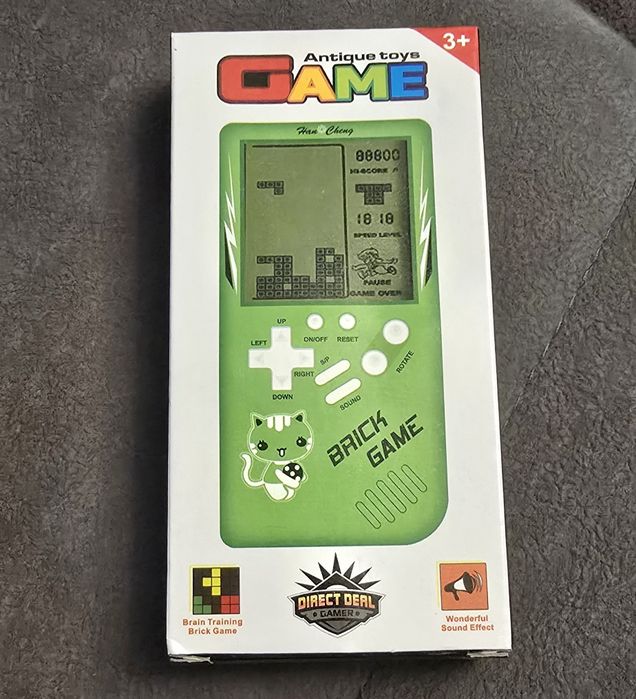 3+
Antique toys
GAME
Han Cheng
88800
HI-SCORE
18 18
SPEED LEVEL
PAUSE
GAME OVER
UP
LEFT
RIGHT
DOWN
ON/OFF RESET
S/P
SOUND
ROTATE
BRICK
GAME
DIRECT DEAL
GAMER
Brain Training
Brick Game
Wonderful
Sound Effect